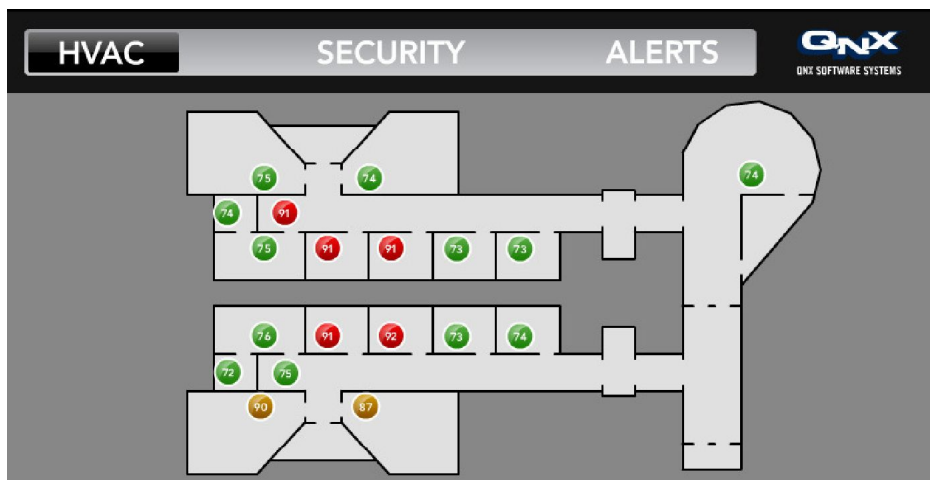 HVAC SECURITY ALERTS QNX
QNX SOFTWARE SYSTEMS
75 74 74
74 91
75 91 91 73 73
76 91 92 73 74
72 75
90 87